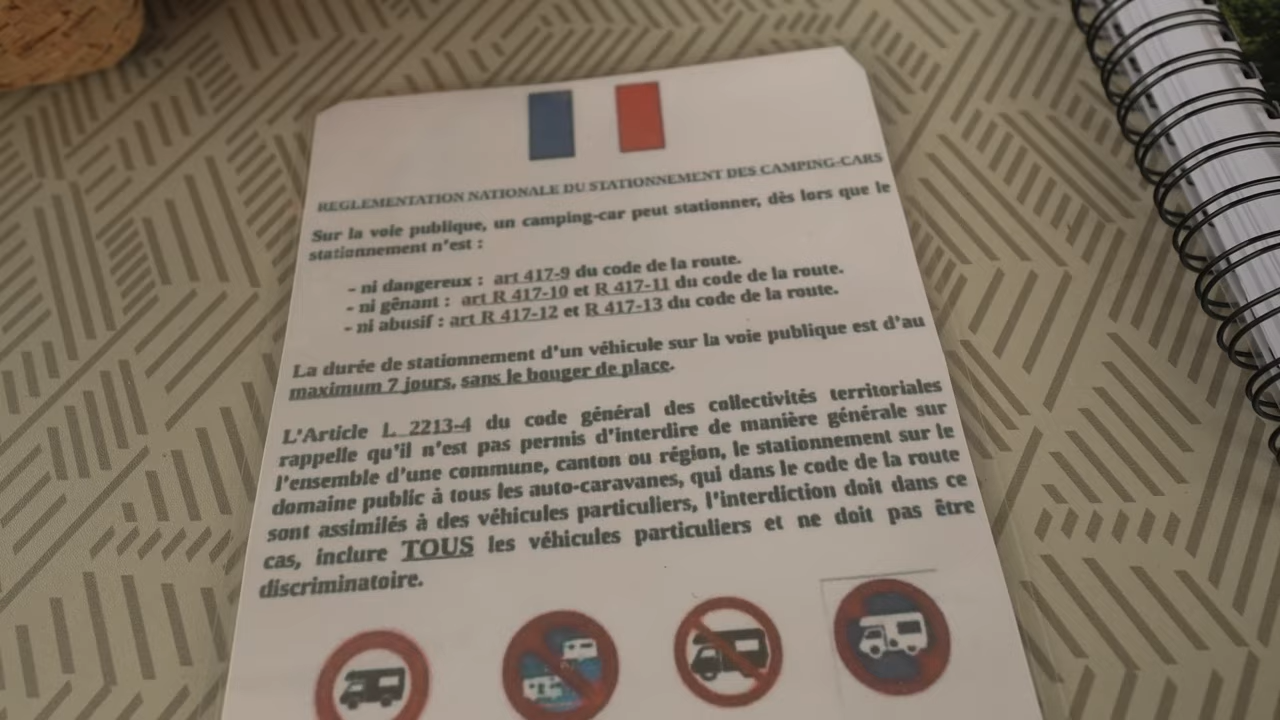 REGLEMENTATION NATIONALE DU STATIONNEMENT DES CAMPING-CARS
Sur la voie publique, un camping-car peut stationner, dès lors que le
stationnement n'est :
- ni dangereux : art 417-9 du code de la route.
- ni gênant : art R 417-10 et R 417-11 du code de la route.
- ni abusif : art R 417-12 et R 417-13 du code de la route.
La durée de stationnement d'un véhicule sur la voie publique est d'au
maximum 7 jours, sans le bouger de place.
L'Article L 2213-4 du code général des collectivités territoriales
rappelle qu'il n'est pas permis d'interdire de manière générale sur
l'ensemble d'une commune, canton ou région, le stationnement sur le
domaine public à tous les auto-caravanes, qui dans le code de la route
sont assimilés à des véhicules particuliers, l'interdiction doit dans ce
cas, inclure TOUS les véhicules particuliers et ne doit pas être
discriminatoire.